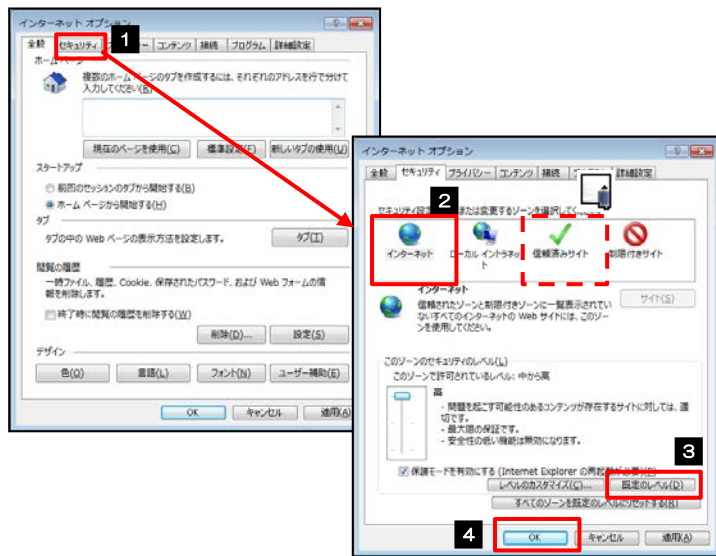 インターネット オプション
1
全般 セキュリティ コンテンツ 接続 プログラム 詳細設定
ホーム ページ
複数のホーム ページのタブを作成するには、それぞれのアドレスを行で分けて
入力してください(R)
現在のページを使用(C) 標準設定(F) 新しいタブの使用(U)
スタートアップ
前回のセッションのタブから開始する(B)
ホーム ページから開始する(H)
タブ
タブの中の Web ページの表示方法を設定します。 タブ(T)
閲覧の履歴
一時ファイル、履歴、Cookie、保存されたパスワード、および Web フォームの情
報を削除します。
終了時に閲覧の履歴を削除する(W)
削除(D)... 設定(S)
デザイン
色(O) 言語(L) フォント(N) ユーザー補助(E)
OK キャンセル 適用(A)
インターネット オプション
全般 セキュリティ プライバシー コンテンツ 接続 詳細設定
2
セキュリティ設定 または変更するゾーンを選択して
インターネット ローカル イントラネッ 信頼済みサイト 制限付きサイト
ト
インターネット
サイト(S)
信頼されたゾーンと制限付きゾーンに一覧表示されてい
ないすべてのインターネットの Web サイトには、このゾー
ンを使用してください。
このゾーンのセキュリティのレベル(L)
このゾーンで許可されているレベル: 中から高
高
- 問題を起こす可能性のあるコンテンツが存在するサイトに対しては、適
切です。
- 最大限の保証です。
- 安全性の低い機能は無効になります。
3
保護モードを有効にする (Internet Explorer の再起動が必要)(P)
レベルのカスタマイズ(C)... 既定のレベル(D)
すべてのゾーンを既定のレベルにリセットする(R)
4
OK キャンセル 適用(A)